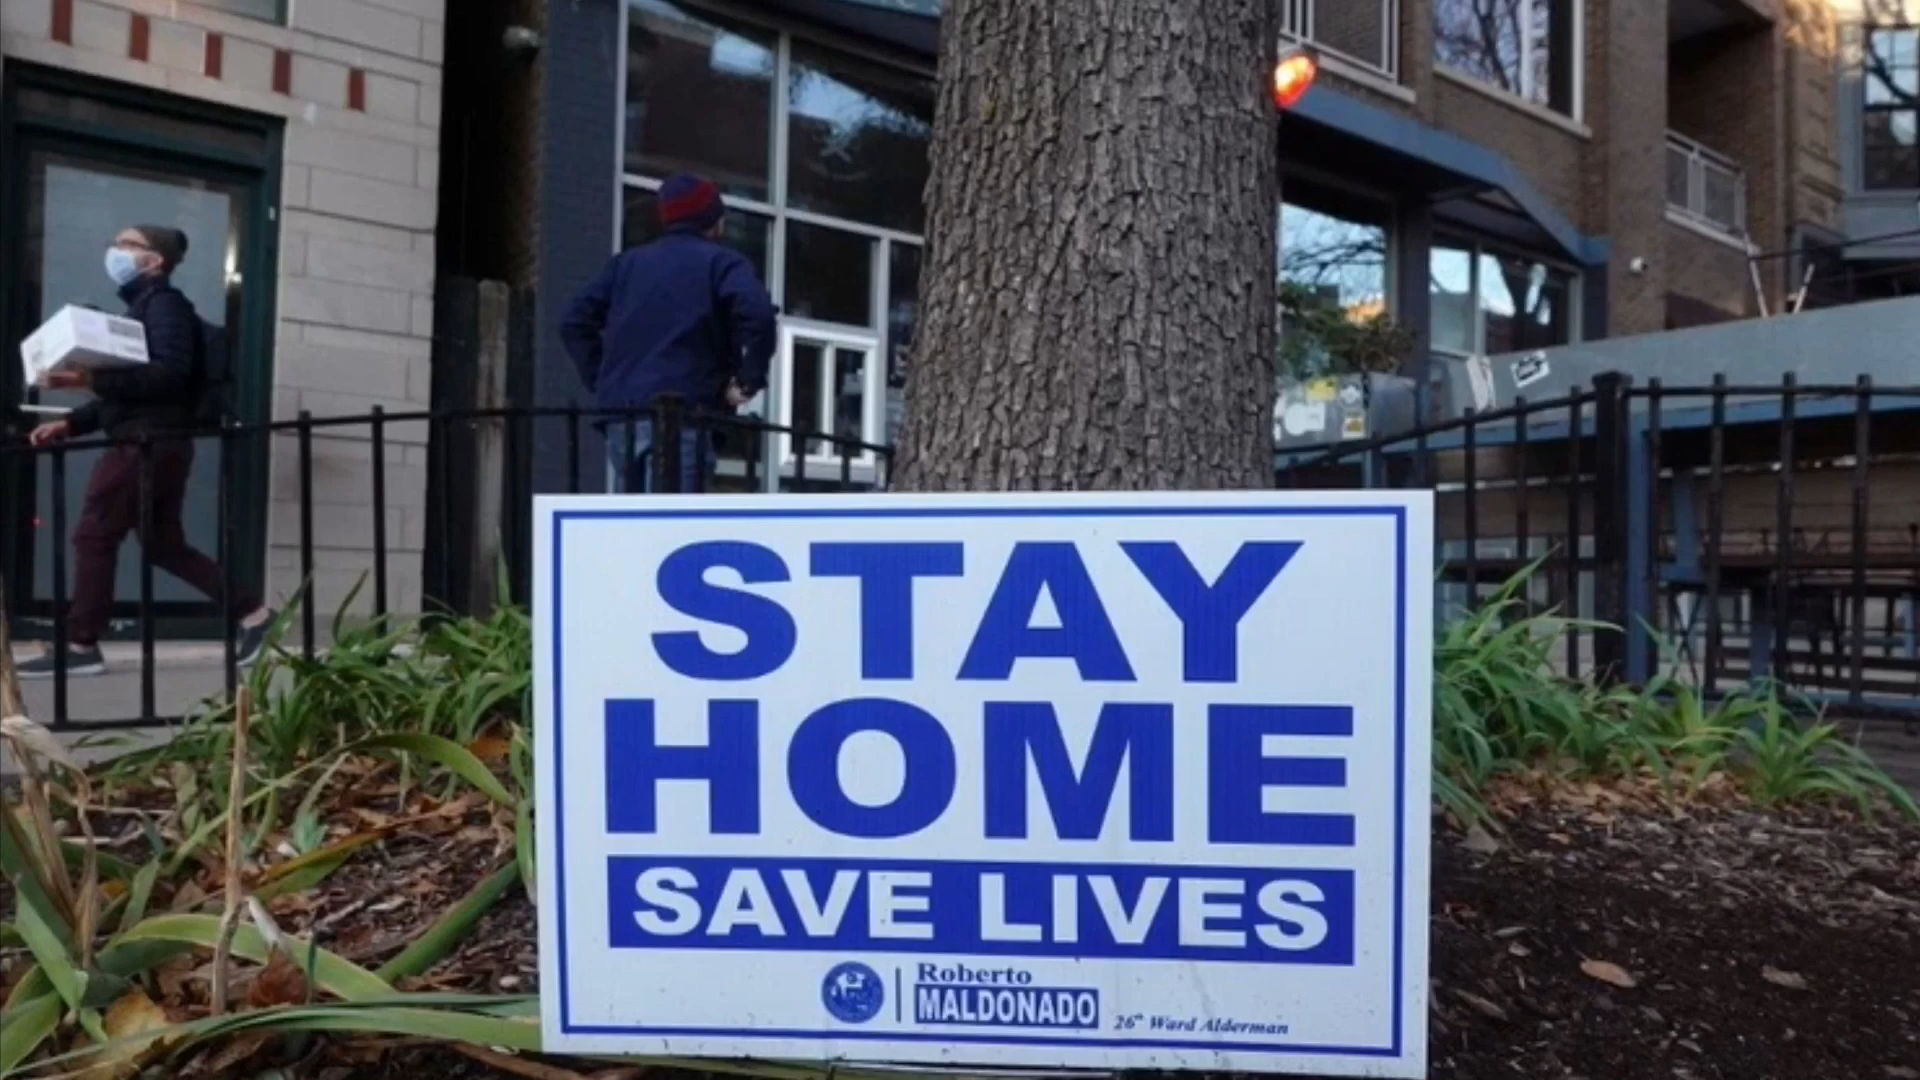 STAY
HOME
SAVE LIVES
Roberto
MALDONADO
26th Ward Alderman